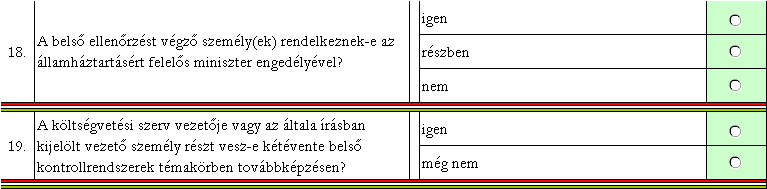 igen
18. A belső ellenőrzést végző személy(ek) rendelkeznek-e az
államháztartásért felelős miniszter engedélyével?
részben
nem
A költségvetési szerv vezetője vagy az általa írásban
igen
19. kijelölt vezető személy részt vesz-e kétévente belső
kontrollrendszerek témakörben továbbképzésen?
még nem